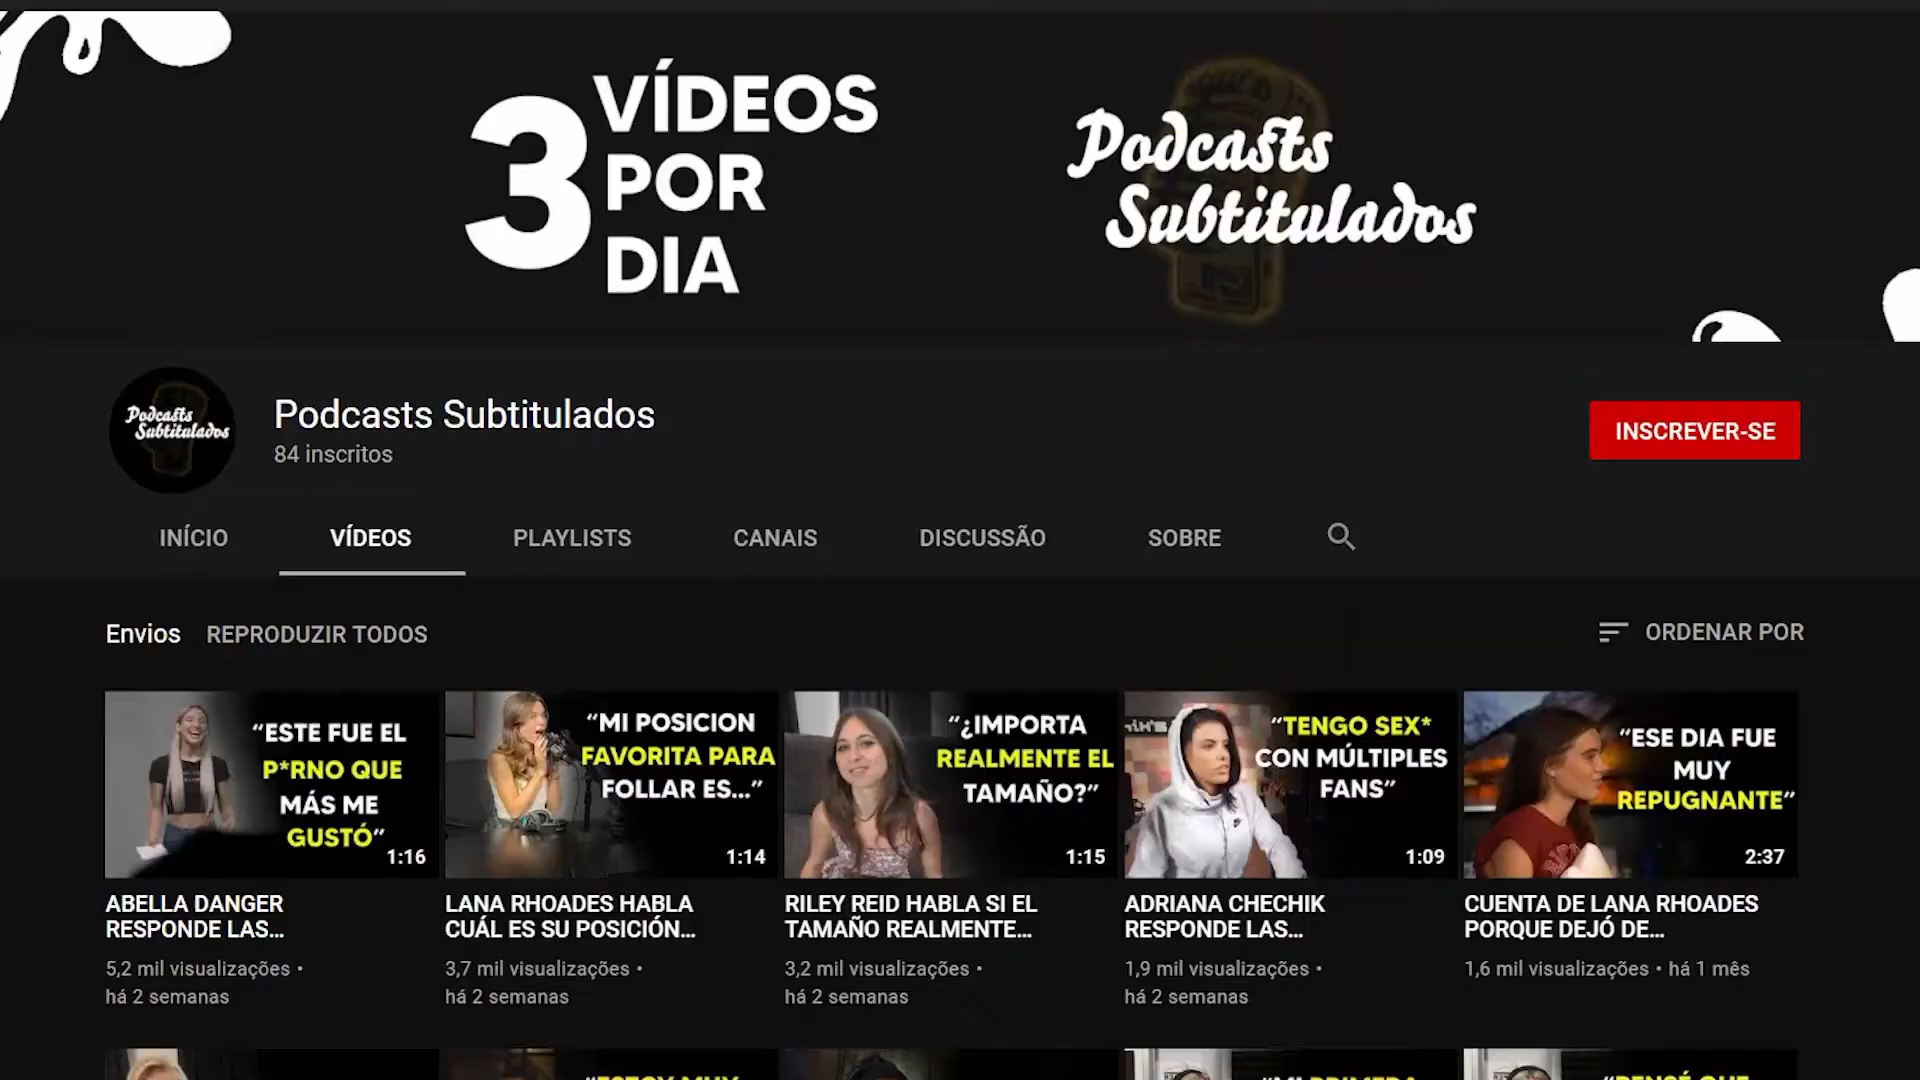 3 VÍDEOS
POR
DIA
Podcasts
Subtitulados
Podcasts
Subtitulados
Podcasts Subtitulados
84 inscritos
INSCREVER-SE
INÍCIO
VÍDEOS
PLAYLISTS
CANAIS
DISCUSSÃO
SOBRE
Envios
REPRODUZIR TODOS
ORDENAR POR
“ESTE FUE EL
P*RNO QUE
MÁS ME
GUSTÓ”
1:16
ABELLA DANGER
RESPONDE LAS...
5,2 mil visualizações •
há 2 semanas
“MI POSICION
FAVORITA PARA
FOLLAR ES...”
1:14
LANA RHOADES HABLA
CUÁL ES SU POSICIÓN...
3,7 mil visualizações •
há 2 semanas
“¿IMPORTA
REALMENTE EL
TAMAÑO?”
1:15
RILEY REID HABLA SI EL
TAMAÑO REALMENTE...
3,2 mil visualizações •
há 2 semanas
“TENGO SEX*
CON MÚLTIPLES
FANS”
1:09
ADRIANA CHECHIK
RESPONDE LAS...
1,9 mil visualizações •
há 2 semanas
“ESE DIA FUE
MUY
REPUGNANTE”
2:37
CUENTA DE LANA RHOADES
PORQUE DEJÓ DE...
1,6 mil visualizações • há 1 mês
“ESTOY MUY
“MI PRIMERA
“PENSÉ QUE